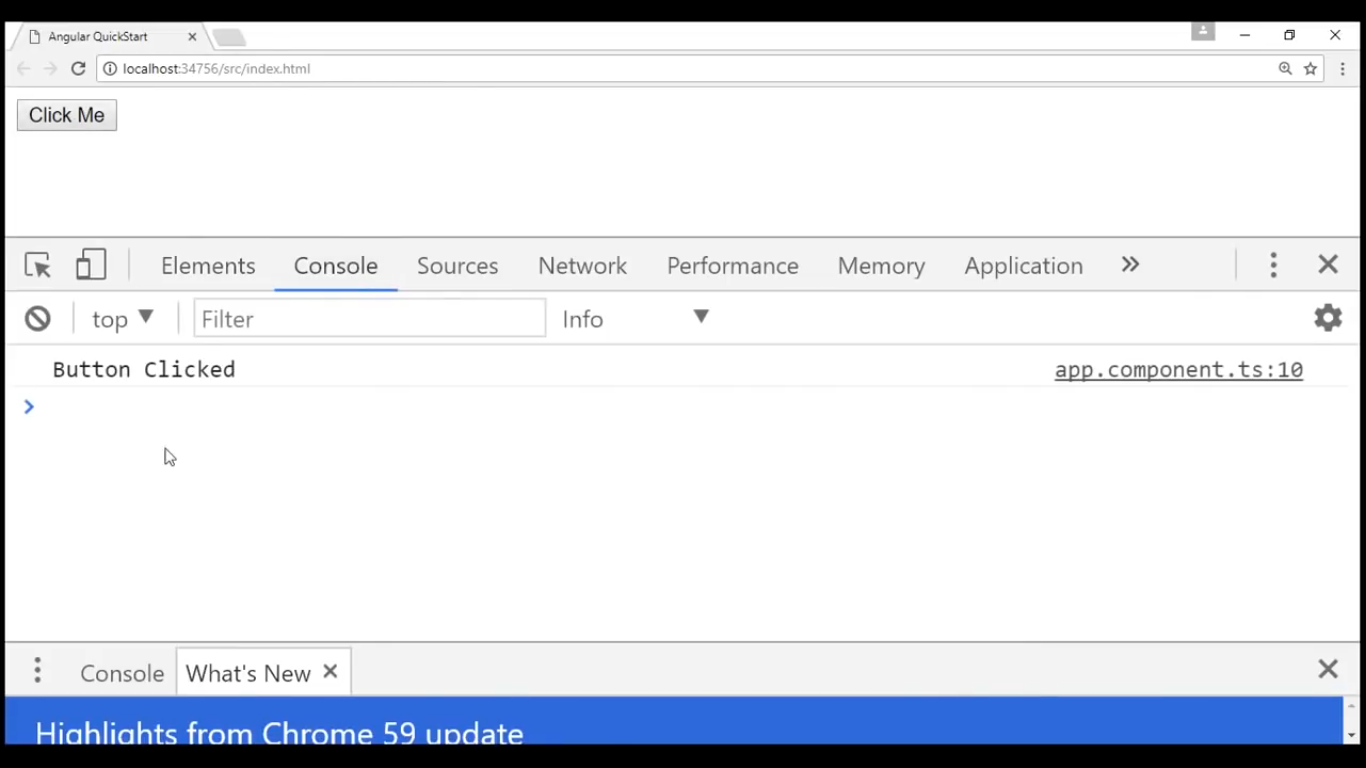 Angular QuickStart
localhost:34756/src/index.html
Click Me
Elements Console Sources Network Performance Memory Application
top Filter Info
Button Clicked app.component.ts:10
Console What's New
Highlights from Chrome 59 update